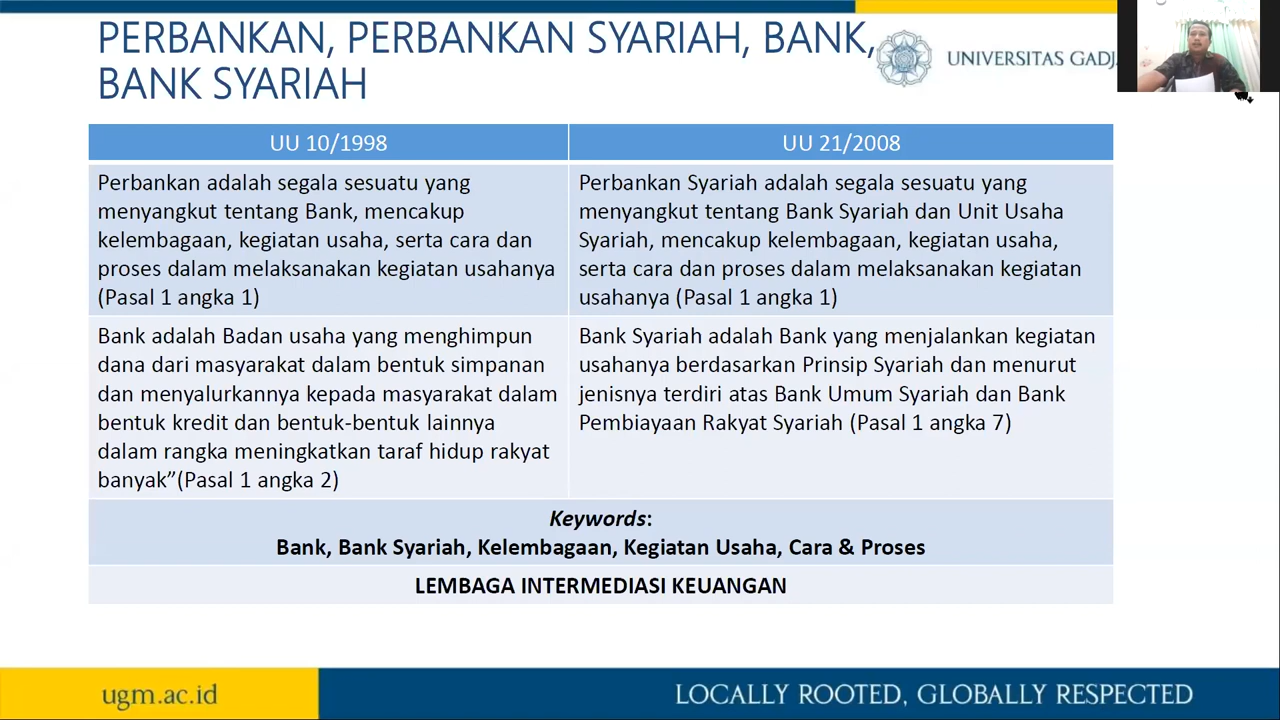 PERBANKAN, PERBANKAN SYARIAH, BANK,
BANK SYARIAH
UNIVERSITAS GADJ
UU 10/1998
UU 21/2008
Perbankan adalah segala sesuatu yang
menyangkut tentang Bank, mencakup
kelembagaan, kegiatan usaha, serta cara dan
proses dalam melaksanakan kegiatan usahanya
(Pasal 1 angka 1)
Perbankan Syariah adalah segala sesuatu yang
menyangkut tentang Bank Syariah dan Unit Usaha
Syariah, mencakup kelembagaan, kegiatan usaha,
serta cara dan proses dalam melaksanakan kegiatan
usahanya (Pasal 1 angka 1)
Bank adalah Badan usaha yang menghimpun
dana dari masyarakat dalam bentuk simpanan
dan menyalurkannya kepada masyarakat dalam
bentuk kredit dan bentuk-bentuk lainnya
dalam rangka meningkatkan taraf hidup rakyat
banyak”(Pasal 1 angka 2)
Bank Syariah adalah Bank yang menjalankan kegiatan
usahanya berdasarkan Prinsip Syariah dan menurut
jenisnya terdiri atas Bank Umum Syariah dan Bank
Pembiayaan Rakyat Syariah (Pasal 1 angka 7)
Keywords:
Bank, Bank Syariah, Kelembagaan, Kegiatan Usaha, Cara & Proses
LEMBAGA INTERMEDIASI KEUANGAN
ugm.ac.id
LOCALLY ROOTED, GLOBALLY RESPECTED